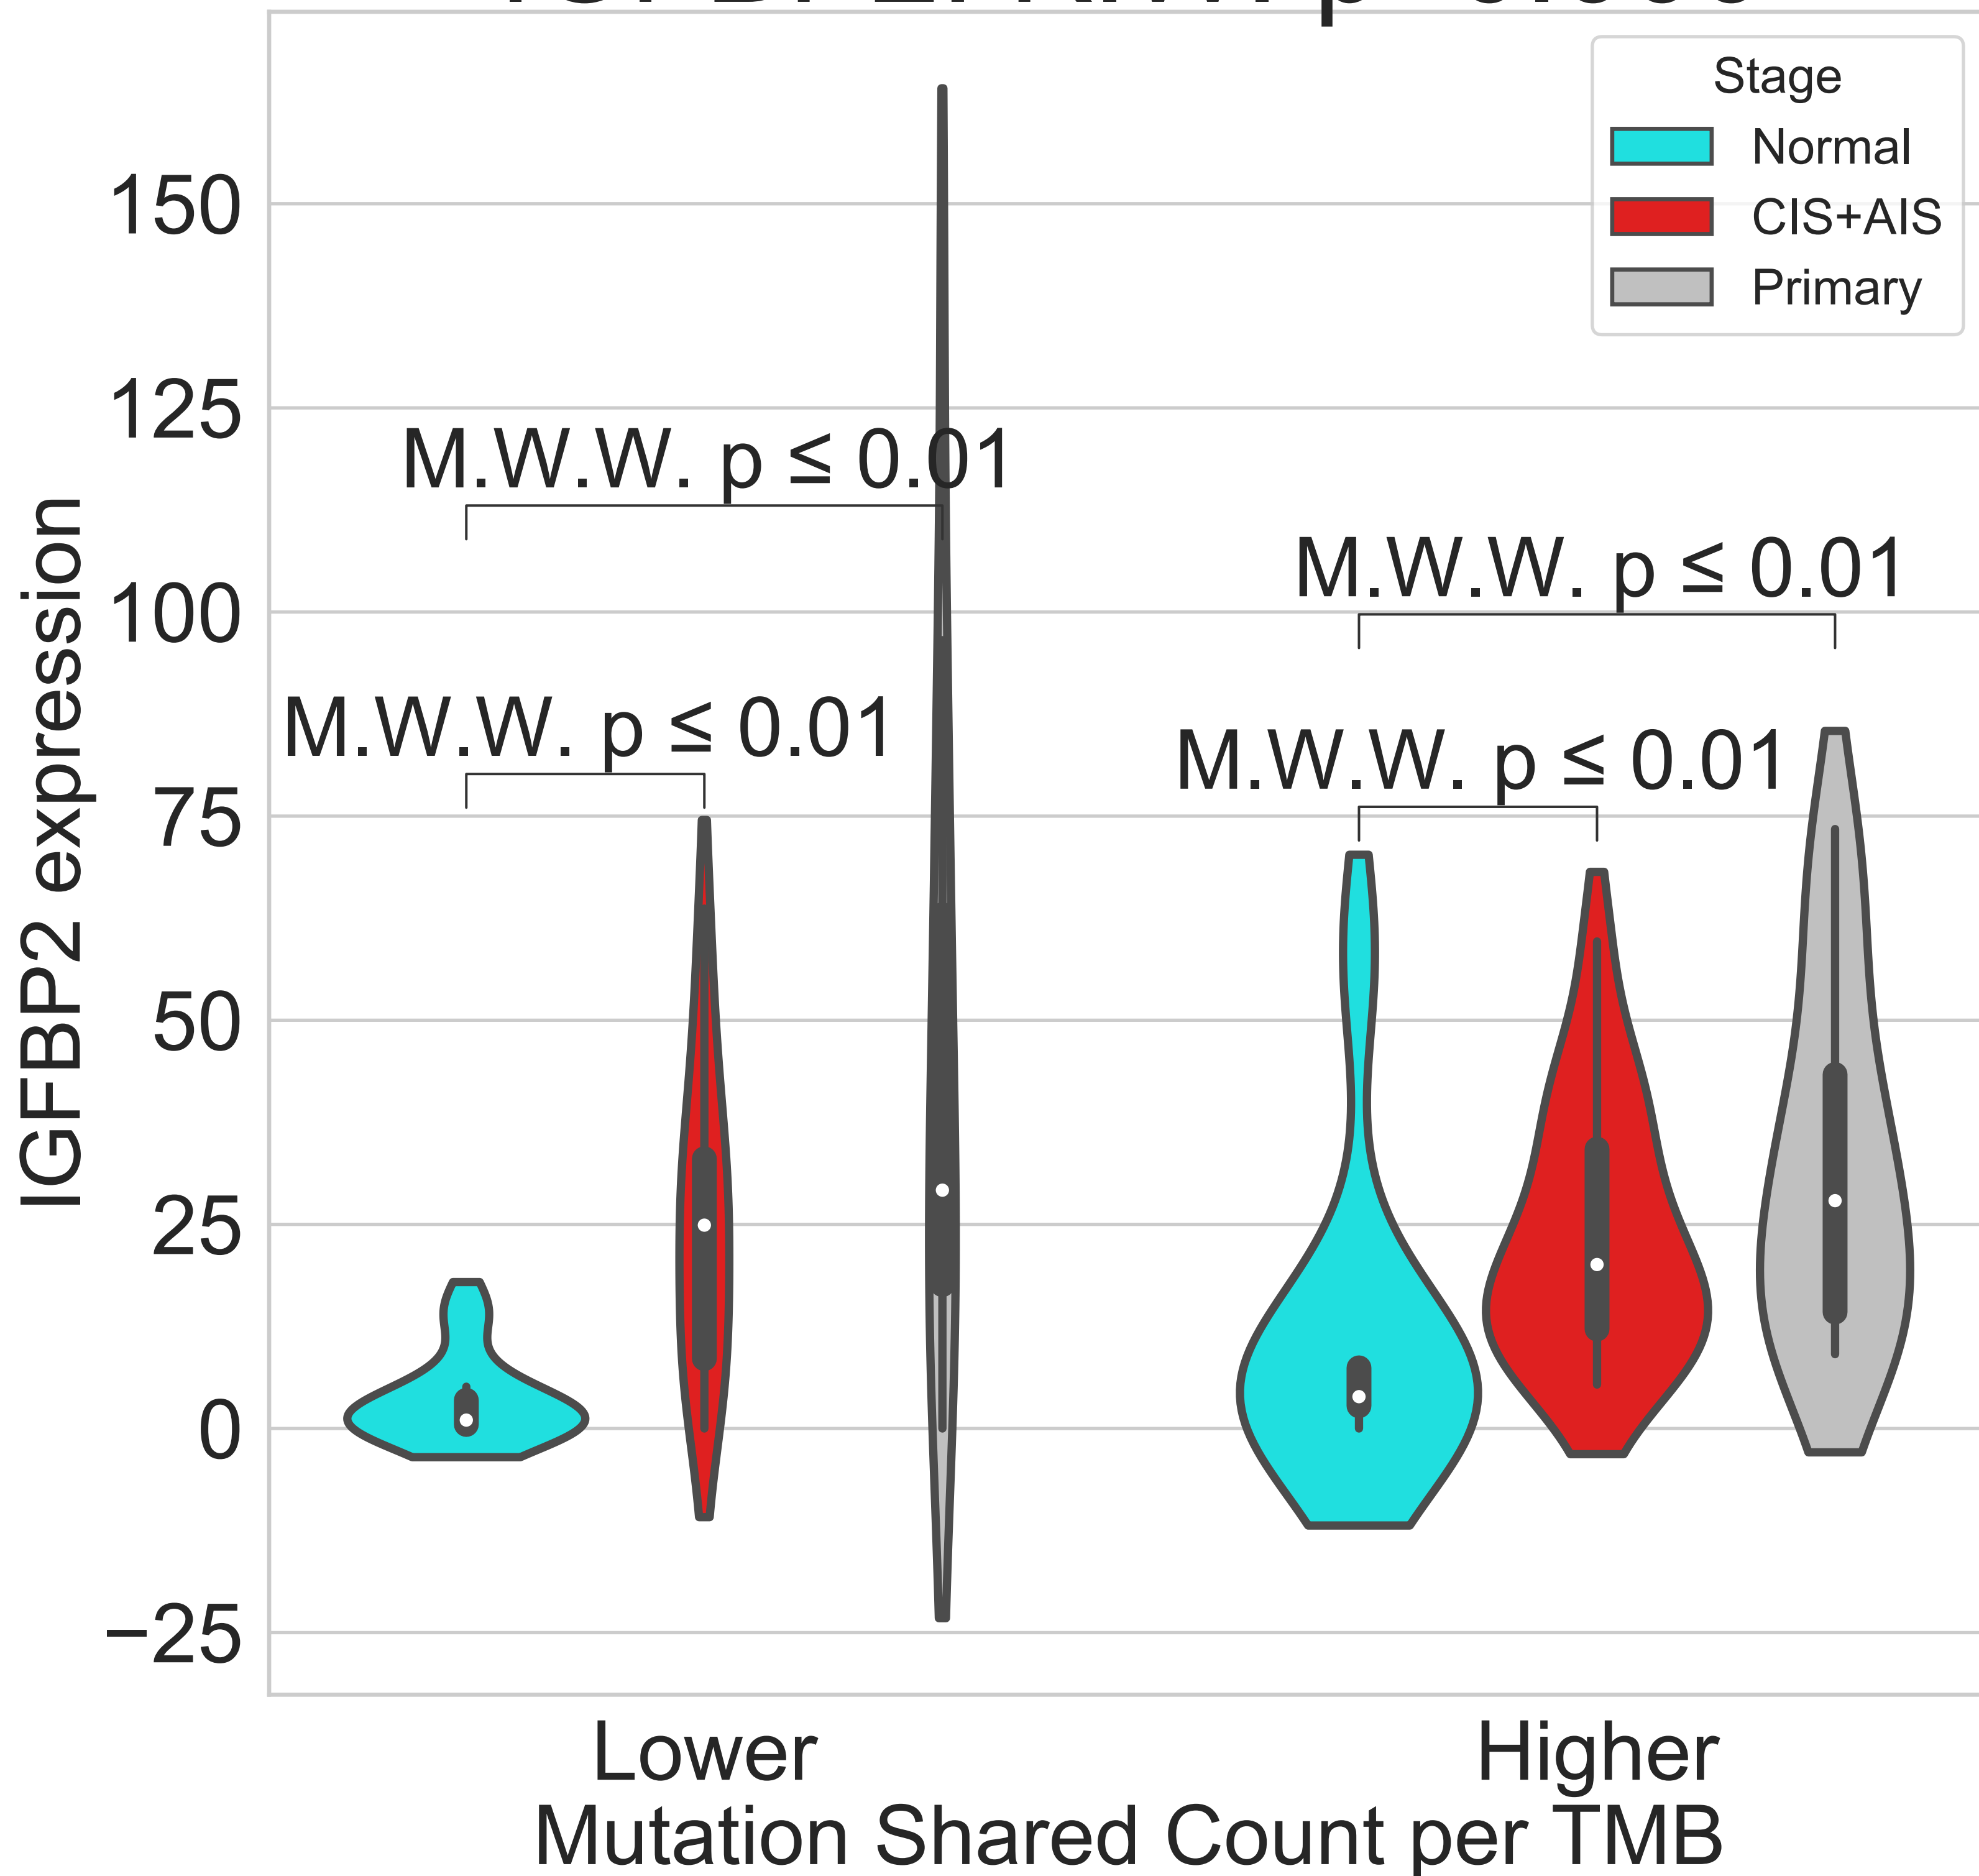 Stage
Normal
CIS+AIS
Primary
150
125
100
75
50
25
0
−25
IGFBP2 expression
M.W.W. p ≤ 0.01
M.W.W. p ≤ 0.01
M.W.W. p ≤ 0.01
M.W.W. p ≤ 0.01
Lower
Higher
Mutation Shared Count per TMB